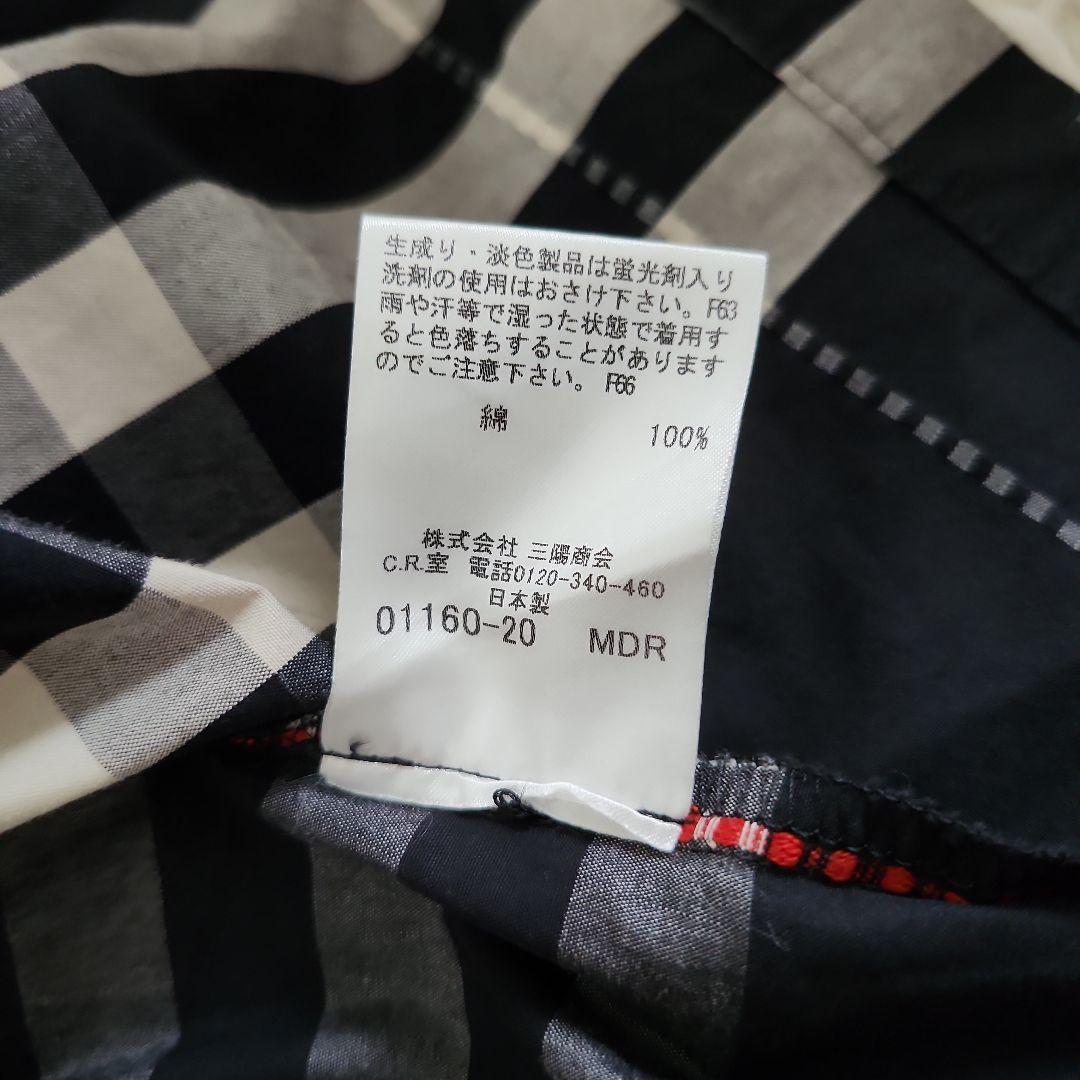 生成り・淡色製品は蛍光剤入り
洗剤の使用はおさけ下さい。F63
雨や汗等で湿った状態で着用す
ると色落ちすることがあります
のでご注意下さい。 F66
綿 100%
株式会社 三陽商会
C.R.室 電話0120-340-460
日本製
01160-20 MDR